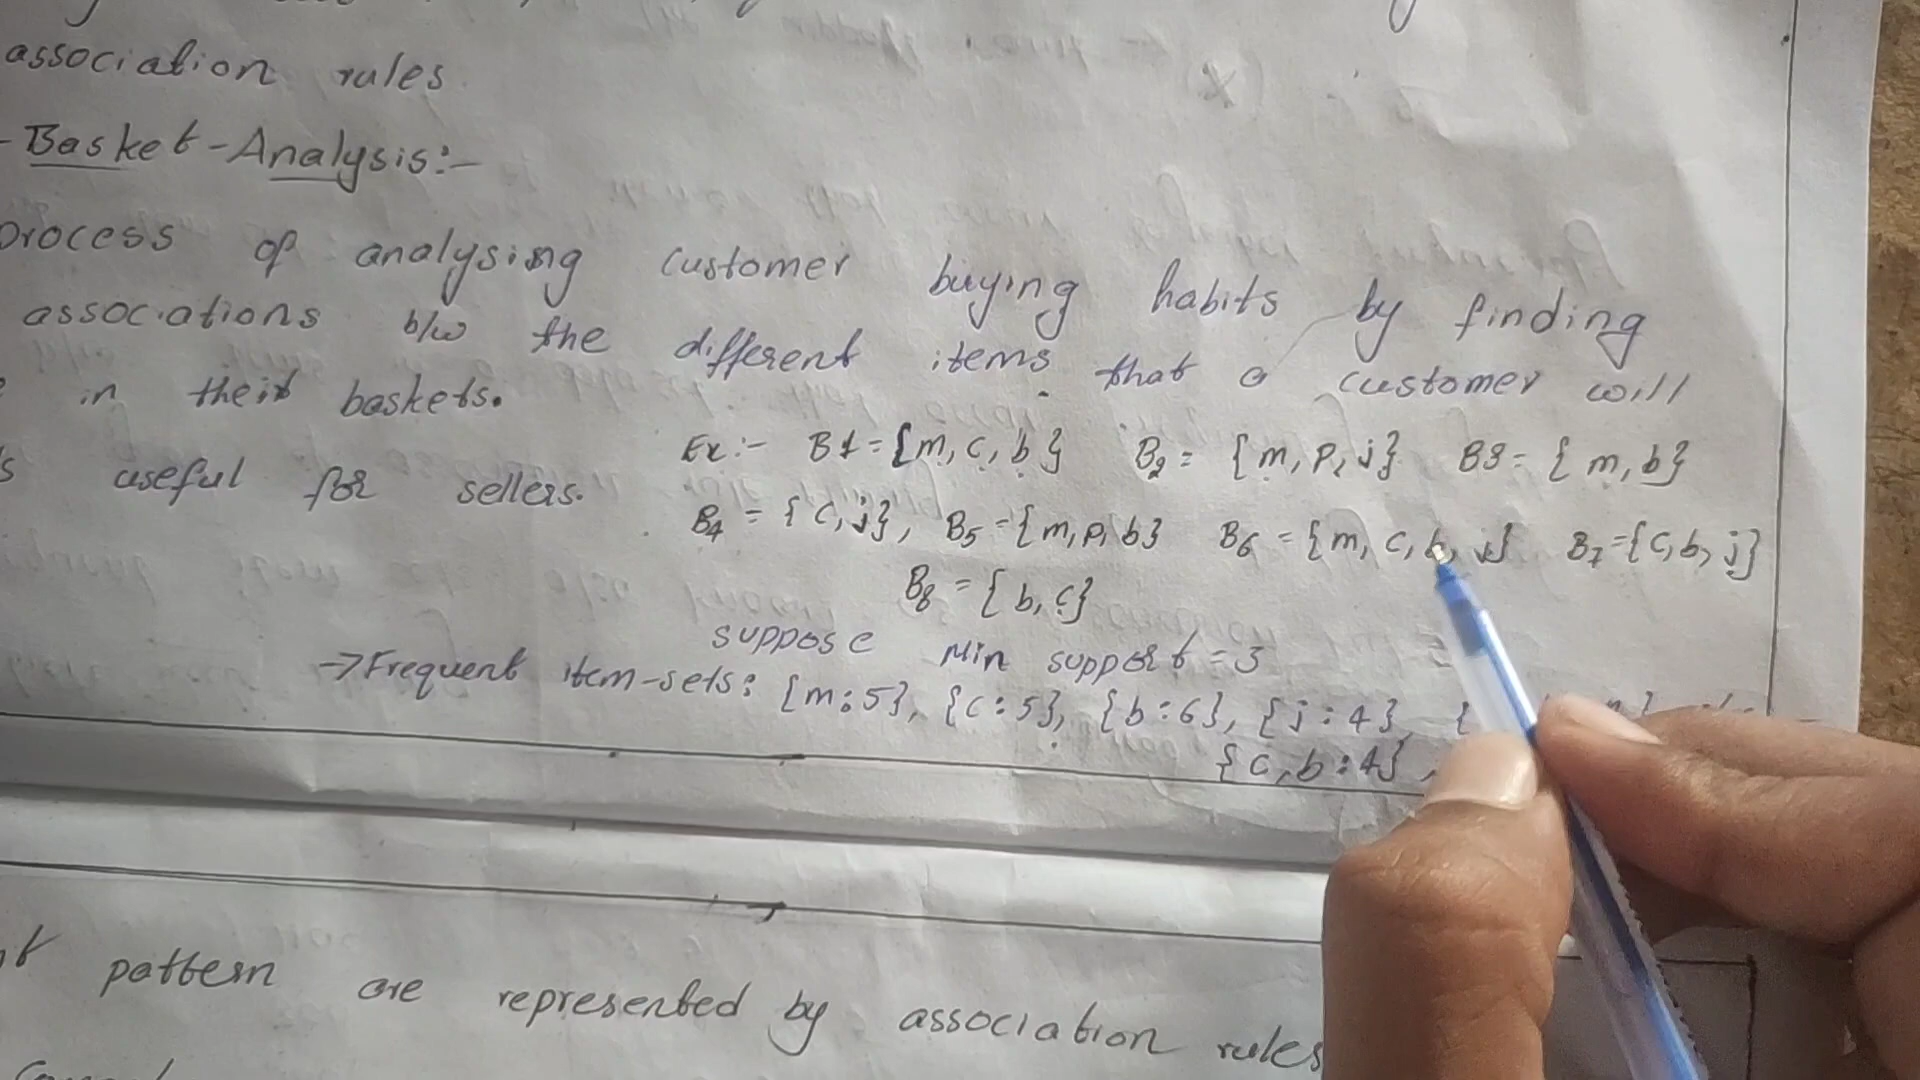 association rules
-Basket-Analysis:-
process of analysising customer buying habits by finding
associations b/w the different items that a customer will
in their baskets.
Ex:- B1={m, c, b} B2={m, p, j} B3={m, b}
useful for sellers.
B4={c, j}, B5={m, p, b} B6={m, c, b, j} B7={c, b, j}
B8={b, c}
suppose Min support=3
→Frequent item-sets: {m:5}, {c:5}, {b:6}, {j:4}, {
{c, b:4},
pattern are represented by association rules